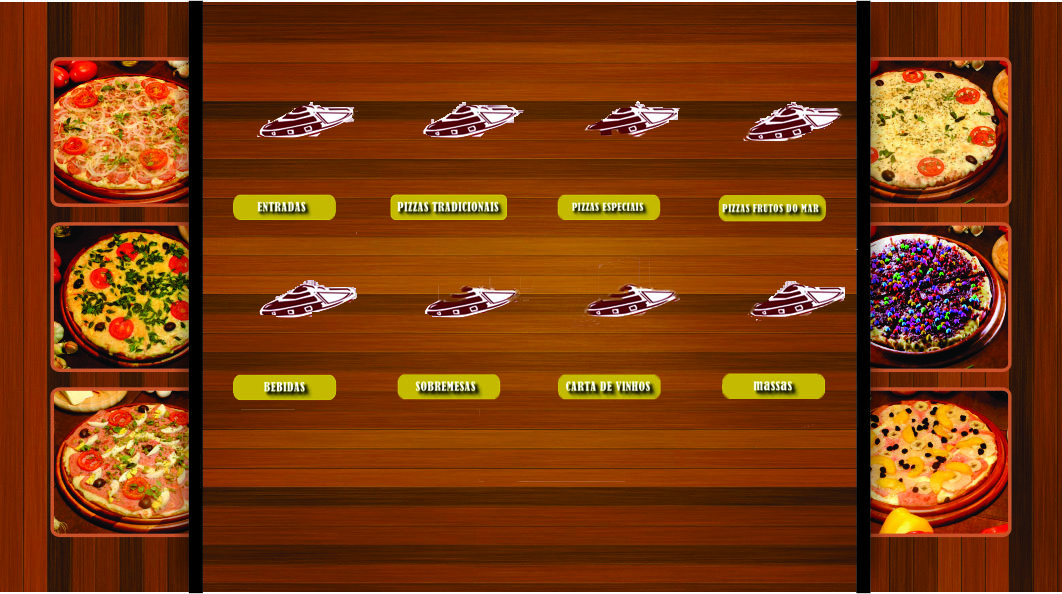 ENTRADAS
PIZZAS TRADICIONAIS
PIZZAS ESPECIAIS
PIZZAS FRUTOS DO MAR
BEBIDAS
SOBREMESAS
CARTA DE VINHOS
massas